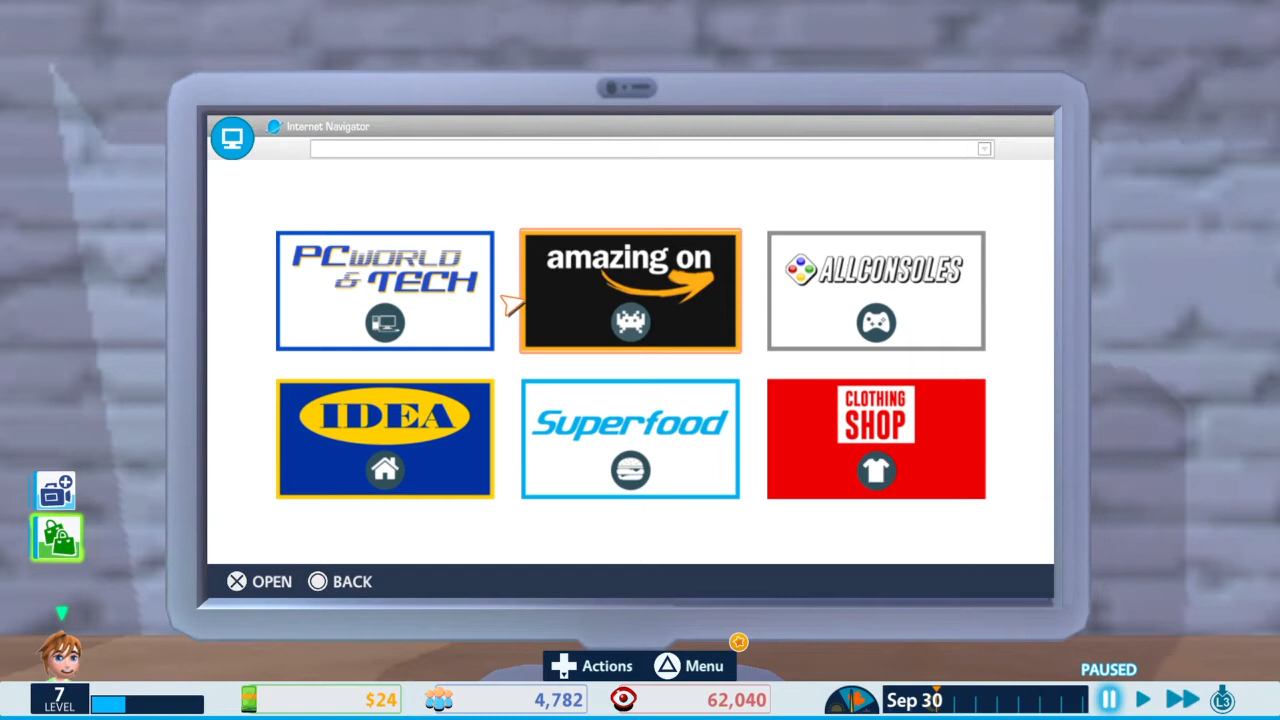 Internet Navigator
PCWORLD
& TECH
amazing on
ALLCONSOLES
IDEA
Superfood
CLOTHING
SHOP
OPEN BACK
Actions Menu
PAUSED
7
LEVEL
$24
4,782
62,040
Sep 30
L3